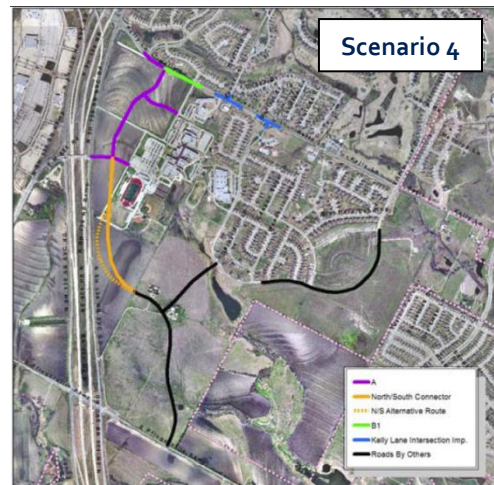 Scenario 4
A
North/South Connector
N/S Alternative Route
B1
Kelly Lane Intersection Imp.
Roads By Others